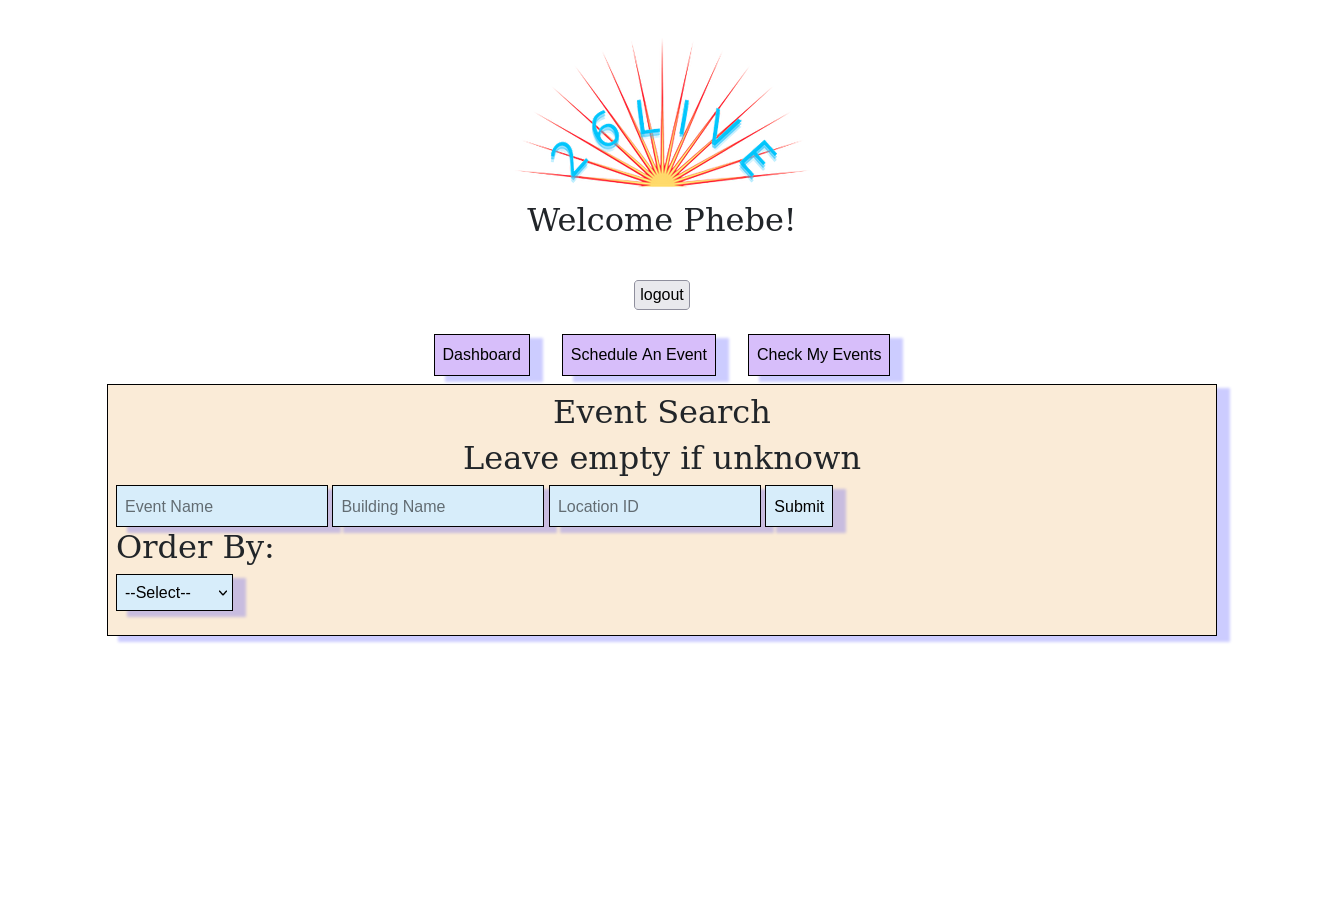 26LIVE
Welcome Phebe!
logout
Dashboard Schedule An Event Check My Events
Event Search
Leave empty if unknown
Event Name Building Name Location ID Submit
Order By:
--Select--